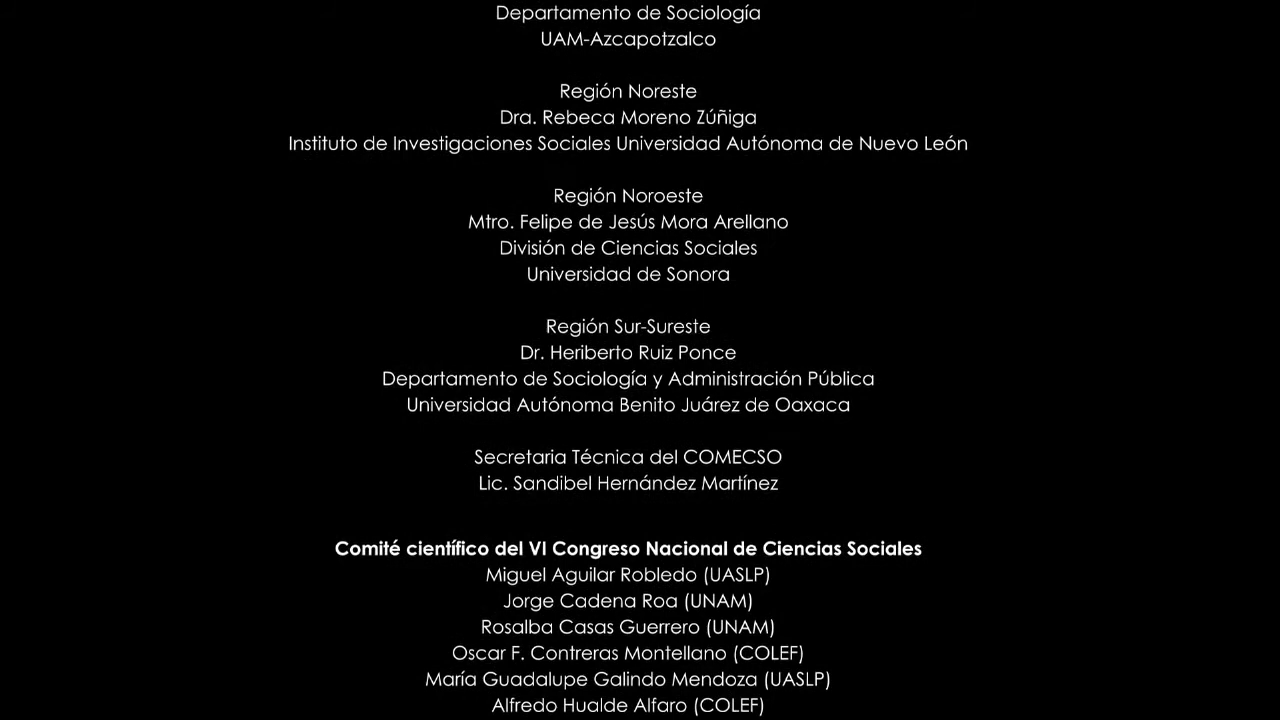 Departamento de Sociología
UAM-Azcapotzalco
Región Noreste
Dra. Rebeca Moreno Zúñiga
Instituto de Investigaciones Sociales Universidad Autónoma de Nuevo León
Región Noroeste
Mtro. Felipe de Jesús Mora Arellano
División de Ciencias Sociales
Universidad de Sonora
Región Sur-Sureste
Dr. Heriberto Ruiz Ponce
Departamento de Sociología y Administración Pública
Universidad Autónoma Benito Juárez de Oaxaca
Secretaria Técnica del COMECSO
Lic. Sandibel Hernández Martínez
Comité científico del VI Congreso Nacional de Ciencias Sociales
Miguel Aguilar Robledo (UASLP)
Jorge Cadena Roa (UNAM)
Rosalba Casas Guerrero (UNAM)
Oscar F. Contreras Montellano (COLEF)
María Guadalupe Galindo Mendoza (UASLP)
Alfredo Hualde Alfaro (COLEF)